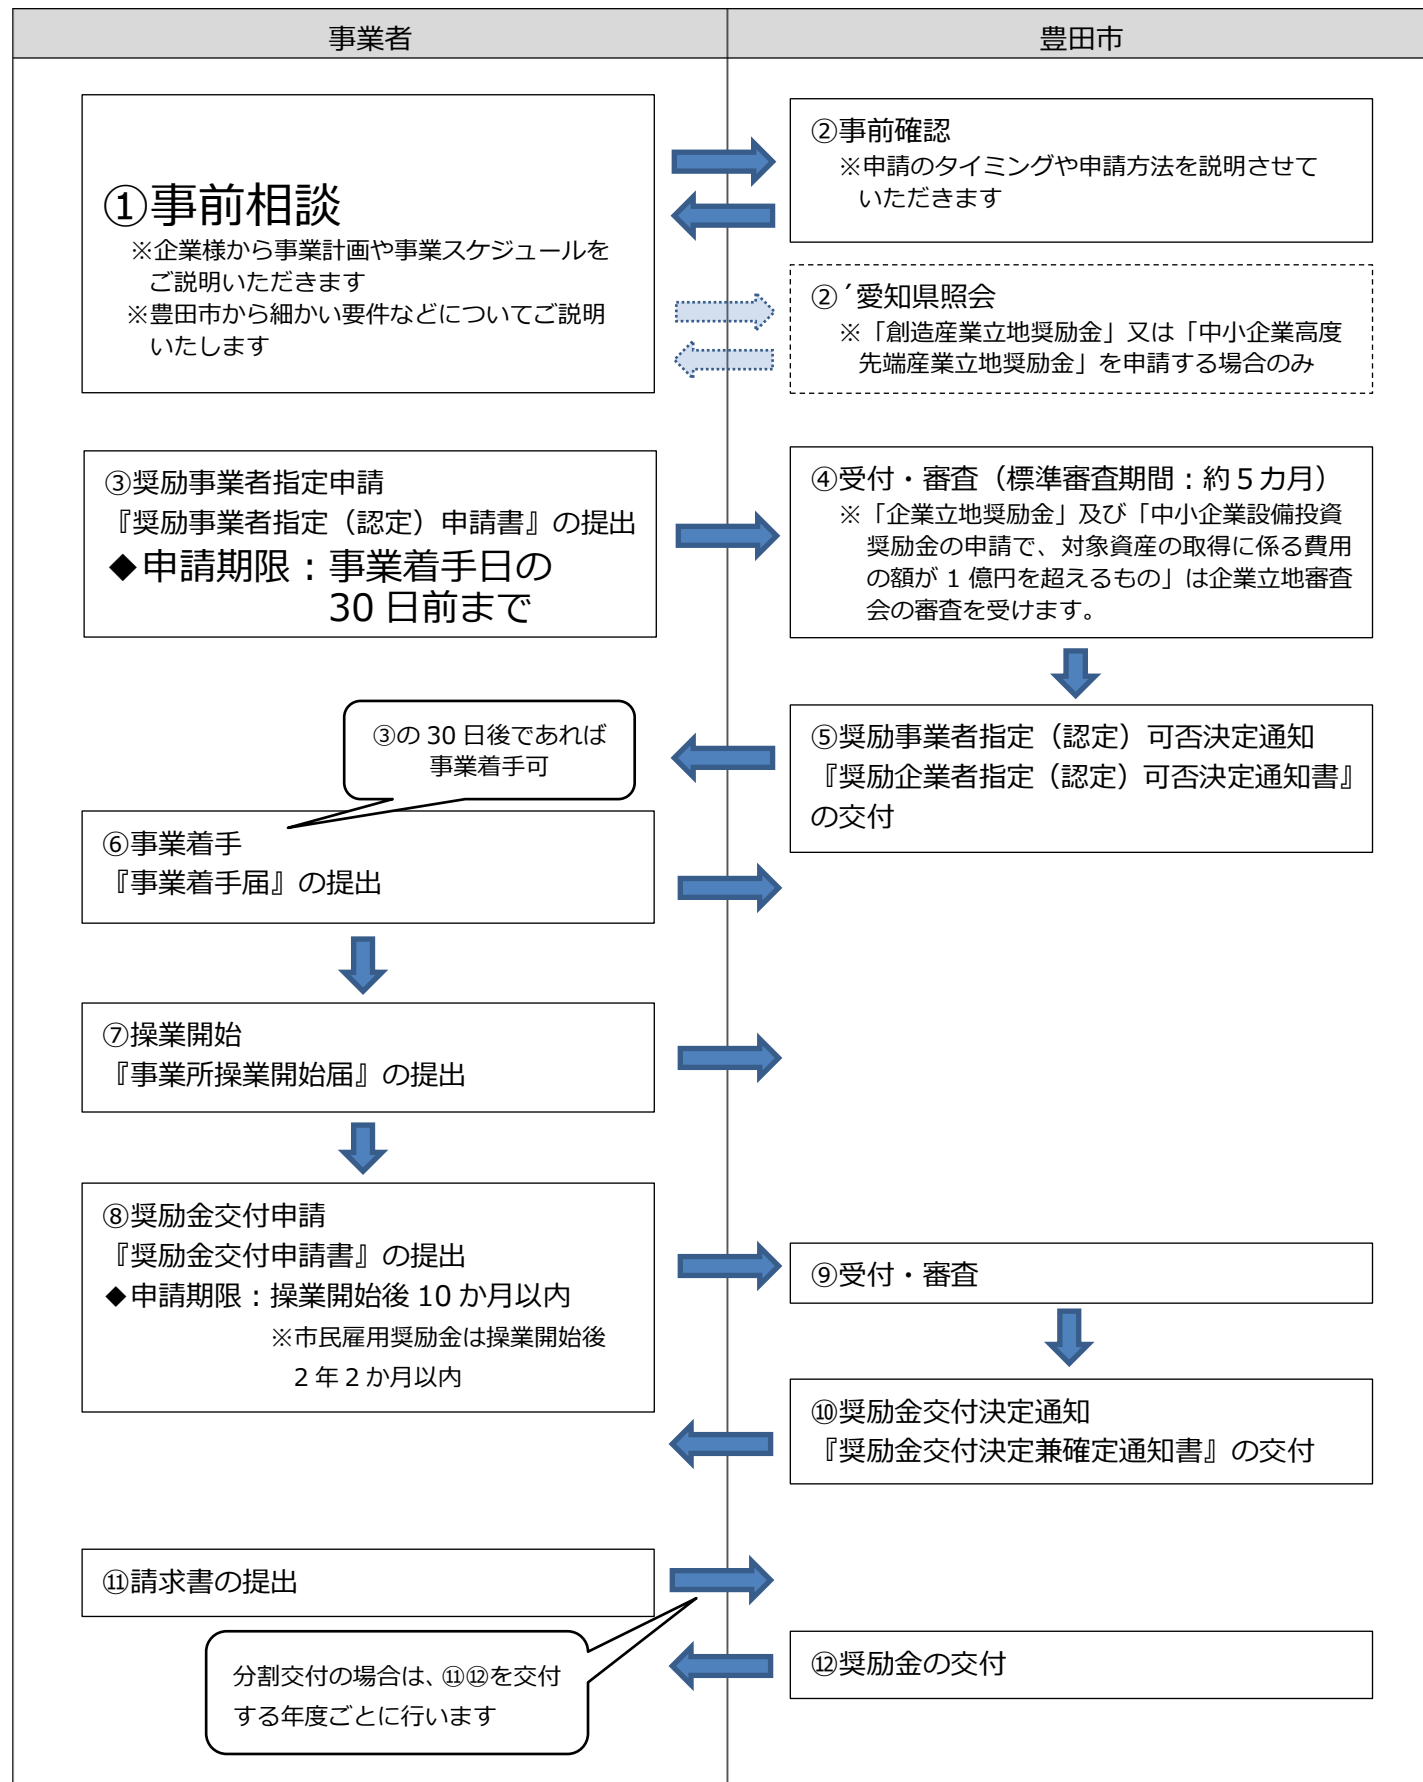 事業者
豊田市
①事前相談
※企業様から事業計画や事業スケジュールを
ご説明いただきます
※豊田市から細かい要件などについてご説明
いたします
②事前確認
※申請のタイミングや申請方法を説明させて
いただきます
②´愛知県照会
※「創造産業立地奨励金」又は「中小企業高度
先端産業立地奨励金」を申請する場合のみ
③奨励事業者指定申請
『奨励事業者指定（認定）申請書』の提出
◆申請期限：事業着手日の
30日前まで
④受付・審査（標準審査期間：約５カ月）
※「企業立地奨励金」及び「中小企業設備投資
奨励金の申請で、対象資産の取得に係る費用
の額が 1 億円を超えるもの」は企業立地審査
会の審査を受けます。
⑤奨励事業者指定（認定）可否決定通知
『奨励企業者指定（認定）可否決定通知書』
の交付
③の 30 日後であれば
事業着手可
⑥事業着手
『事業着手届』の提出
⑦操業開始
『事業所操業開始届』の提出
⑧奨励金交付申請
『奨励金交付申請書』の提出
◆申請期限：操業開始後 10 か月以内
※市民雇用奨励金は操業開始後
２年２か月以内
⑨受付・審査
⑩奨励金交付決定通知
『奨励金交付決定兼確定通知書』の交付
⑪請求書の提出
分割交付の場合は、⑪⑫を交付
する年度ごとに行います
⑫奨励金の交付